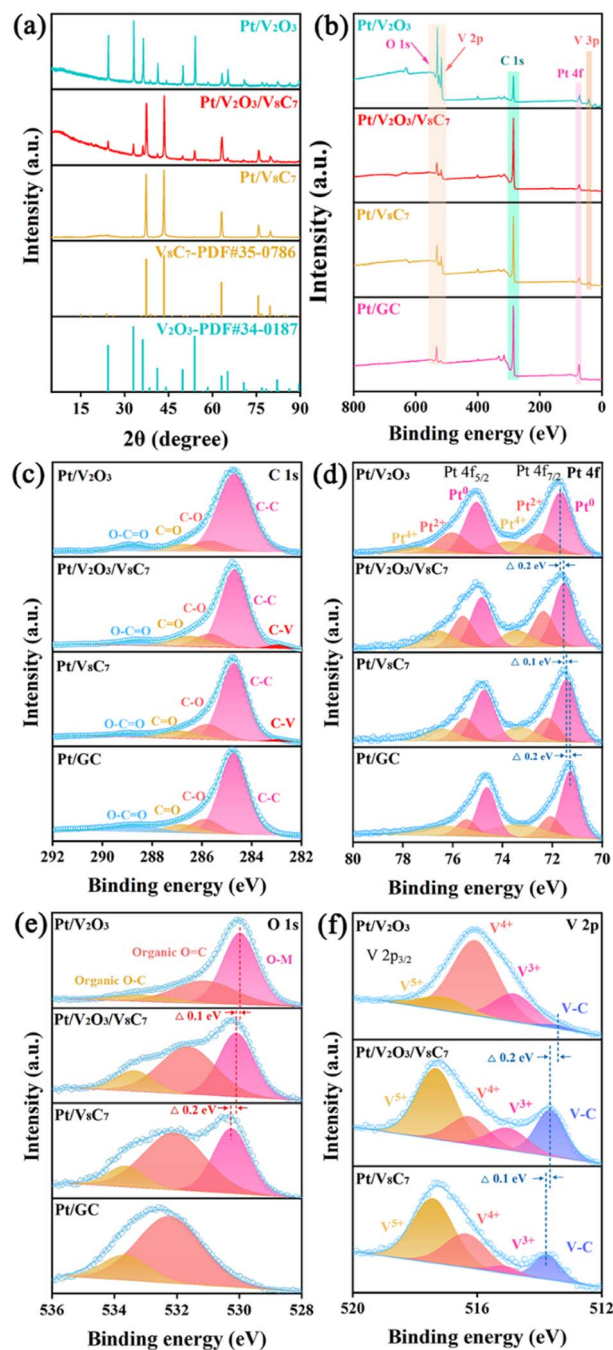 (a)
Pt/V₂O₃
Pt/V₂O₃/V₈C₇
Pt/V₈C₇
V₈C₇-PDF#35-0786
V₂O₃-PDF#34-0187
Intensity (a.u.)
15 30 45 60 75 90
2θ (degree)
(b)
Pt/V₂O₃
O 1s
V 2p
C 1s
V 3p
Pt 4f
Pt/V₂O₃/V₈C₇
Pt/V₈C₇
Pt/GC
Intensity (a.u.)
800 600 400 200 0
Binding energy (eV)
(c)
Pt/V₂O₃
C 1s
O-C=O
C=O
C-O
C-C
Pt/V₂O₃/V₈C₇
O-C=O
C=O
C-O
C-C
C-V
Pt/V₈C₇
O-C=O
C=O
C-O
C-C
C-V
Pt/GC
O-C=O
C=O
C-O
C-C
Intensity (a.u.)
292 290 288 286 284 282
Binding energy (eV)
(d)
Pt/V₂O₃
Pt 4f₅/₂
Pt 4f₇/₂
Pt 4f
Pt⁴⁺
Pt²⁺
Pt⁰
Pt⁴⁺
Pt²⁺
Pt⁰
Pt/V₂O₃/V₈C₇
△ 0.2 eV
Pt/V₈C₇
△ 0.1 eV
Pt/GC
△ 0.2 eV
Intensity (a.u.)
80 78 76 74 72 70
Binding energy (eV)
(e)
Pt/V₂O₃
O 1s
Organic O-C
Organic O=C
O-M
Pt/V₂O₃/V₈C₇
△ 0.1 eV
Pt/V₈C₇
△ 0.2 eV
Pt/GC
Intensity (a.u.)
536 534 532 530 528
Binding energy (eV)
(f)
Pt/V₂O₃
V 2p
V 2p₃/₂
V⁵⁺
V⁴⁺
V³⁺
V-C
Pt/V₂O₃/V₈C₇
△ 0.2 eV
V⁵⁺
V⁴⁺
V³⁺
V-C
Pt/V₈C₇
△ 0.1 eV
V⁵⁺
V⁴⁺
V³⁺
V-C
Intensity (a.u.)
520 516 512
Binding energy (eV)